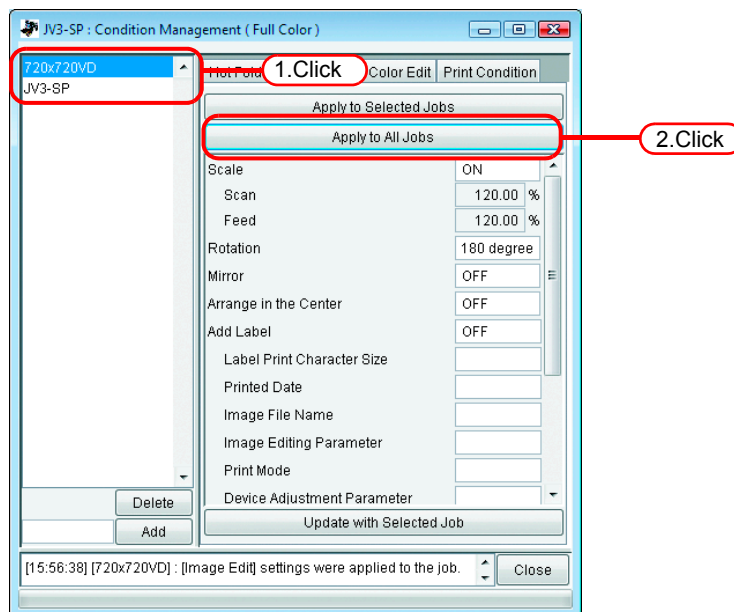 JV3-SP : Condition Management ( Full Color )
720x720VD
JV3-SP
1.Click
Color Edit
Print Condition
Apply to Selected Jobs
Apply to All Jobs
2.Click
Scale ON
Scan 120.00 %
Feed 120.00 %
Rotation 180 degree
Mirror OFF
Arrange in the Center OFF
Add Label OFF
Label Print Character Size
Printed Date
Image File Name
Image Editing Parameter
Print Mode
Device Adjustment Parameter
Delete
Add
Update with Selected Job
[15:56:38] [720x720VD] : [Image Edit] settings were applied to the job.
Close